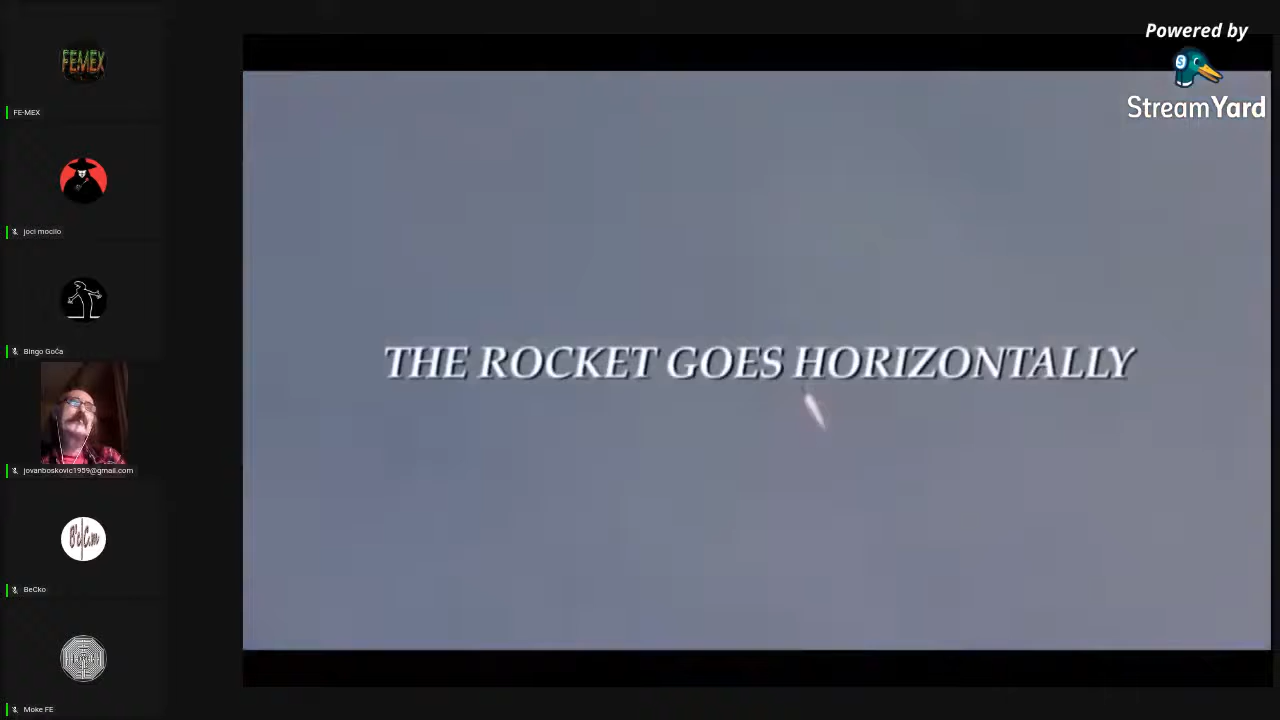 Powered by
StreamYard
FEMEX
FE-MEX
joci mocilo
Bingo Goča
jovanboskovic1959@gmail.com
BeCko
Moke FE
THE ROCKET GOES HORIZONTALLY